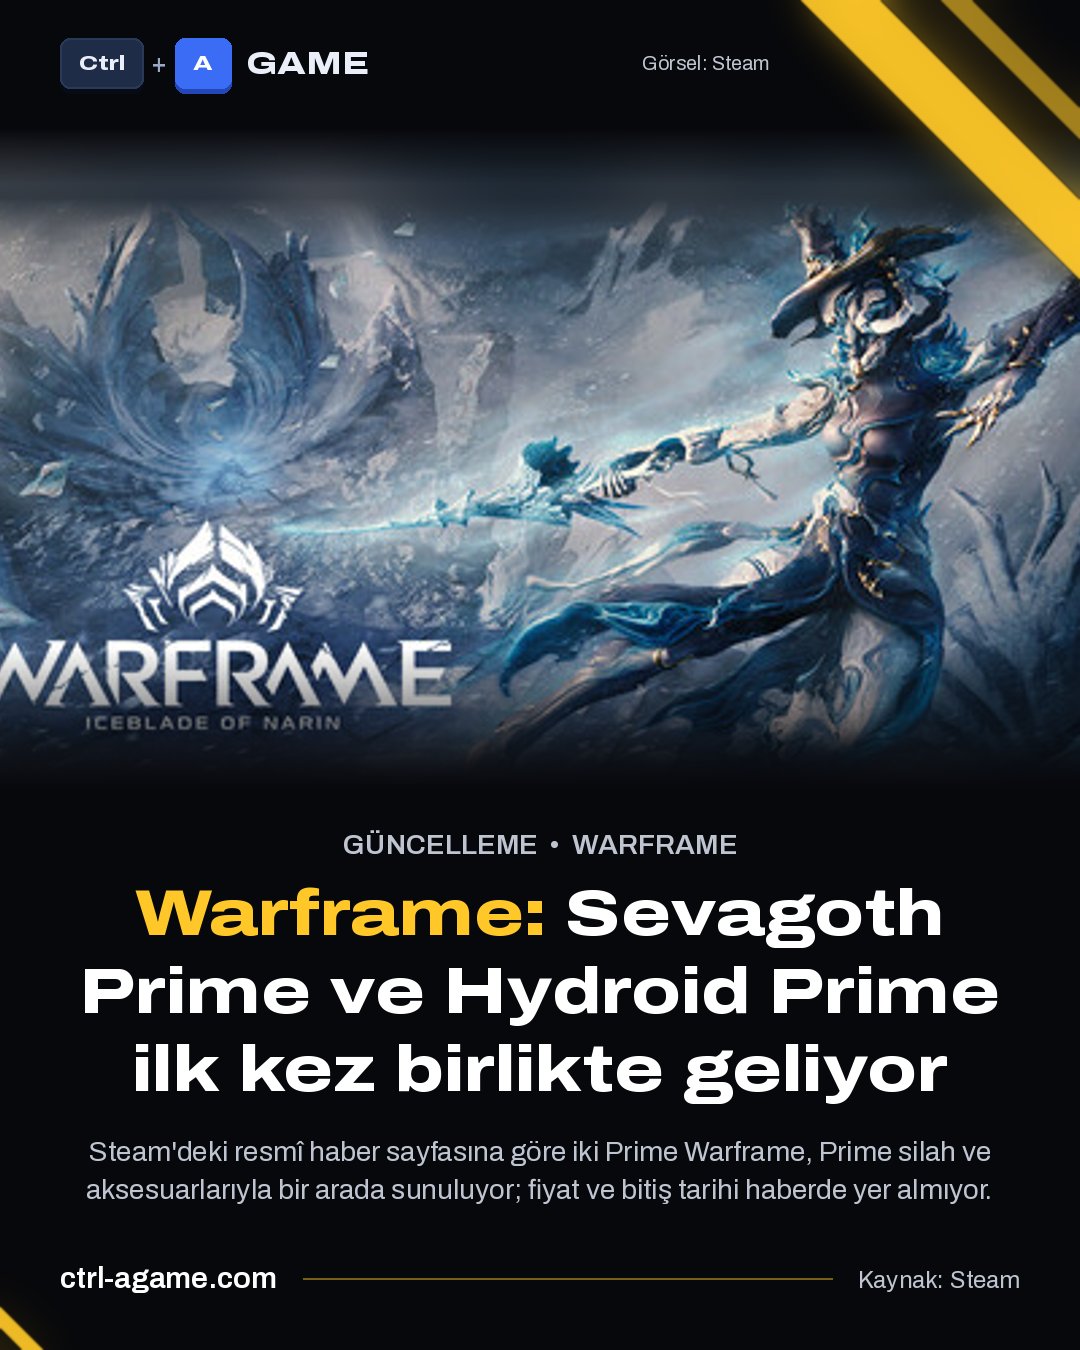 Ctrl + A GAME
Görsel: Steam
WARFRAME
ICEBLADE OF NARIN
GÜNCELLEME • WARFRAME
Warframe: Sevagoth
Prime ve Hydroid Prime
ilk kez birlikte geliyor
Steam'deki resmî haber sayfasına göre iki Prime Warframe, Prime silah ve
aksesuarlarıyla bir arada sunuluyor; fiyat ve bitiş tarihi haberde yer almıyor.
ctrl-agame.com
Kaynak: Steam